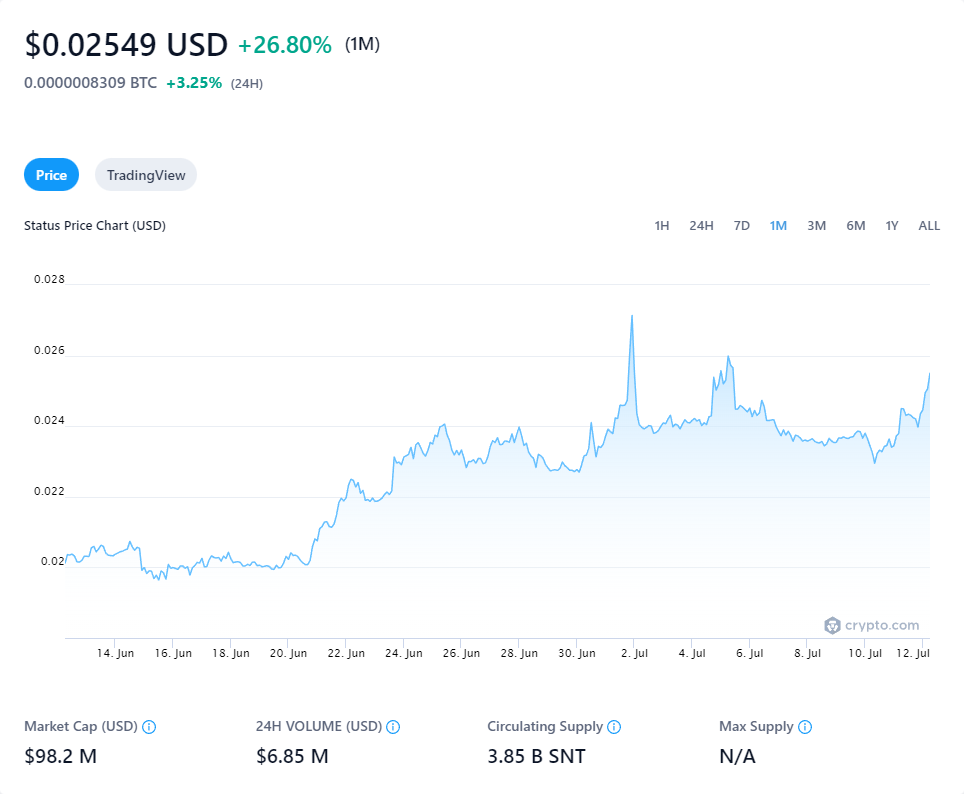 $0.02549 USD +26.80% (1M)
0.0000008309 BTC +3.25% (24H)
Price TradingView
Status Price Chart (USD) 1H 24H 7D 1M 3M 6M 1Y ALL
0.028
0.026
0.024
0.022
0.02
crypto.com
14. Jun 16. Jun 18. Jun 20. Jun 22. Jun 24. Jun 26. Jun 28. Jun 30. Jun 2. Jul 4. Jul 6. Jul 8. Jul 10. Jul 12. Jul
Market Cap (USD) 24H VOLUME (USD) Circulating Supply Max Supply
$98.2 M $6.85 M 3.85 B SNT N/A